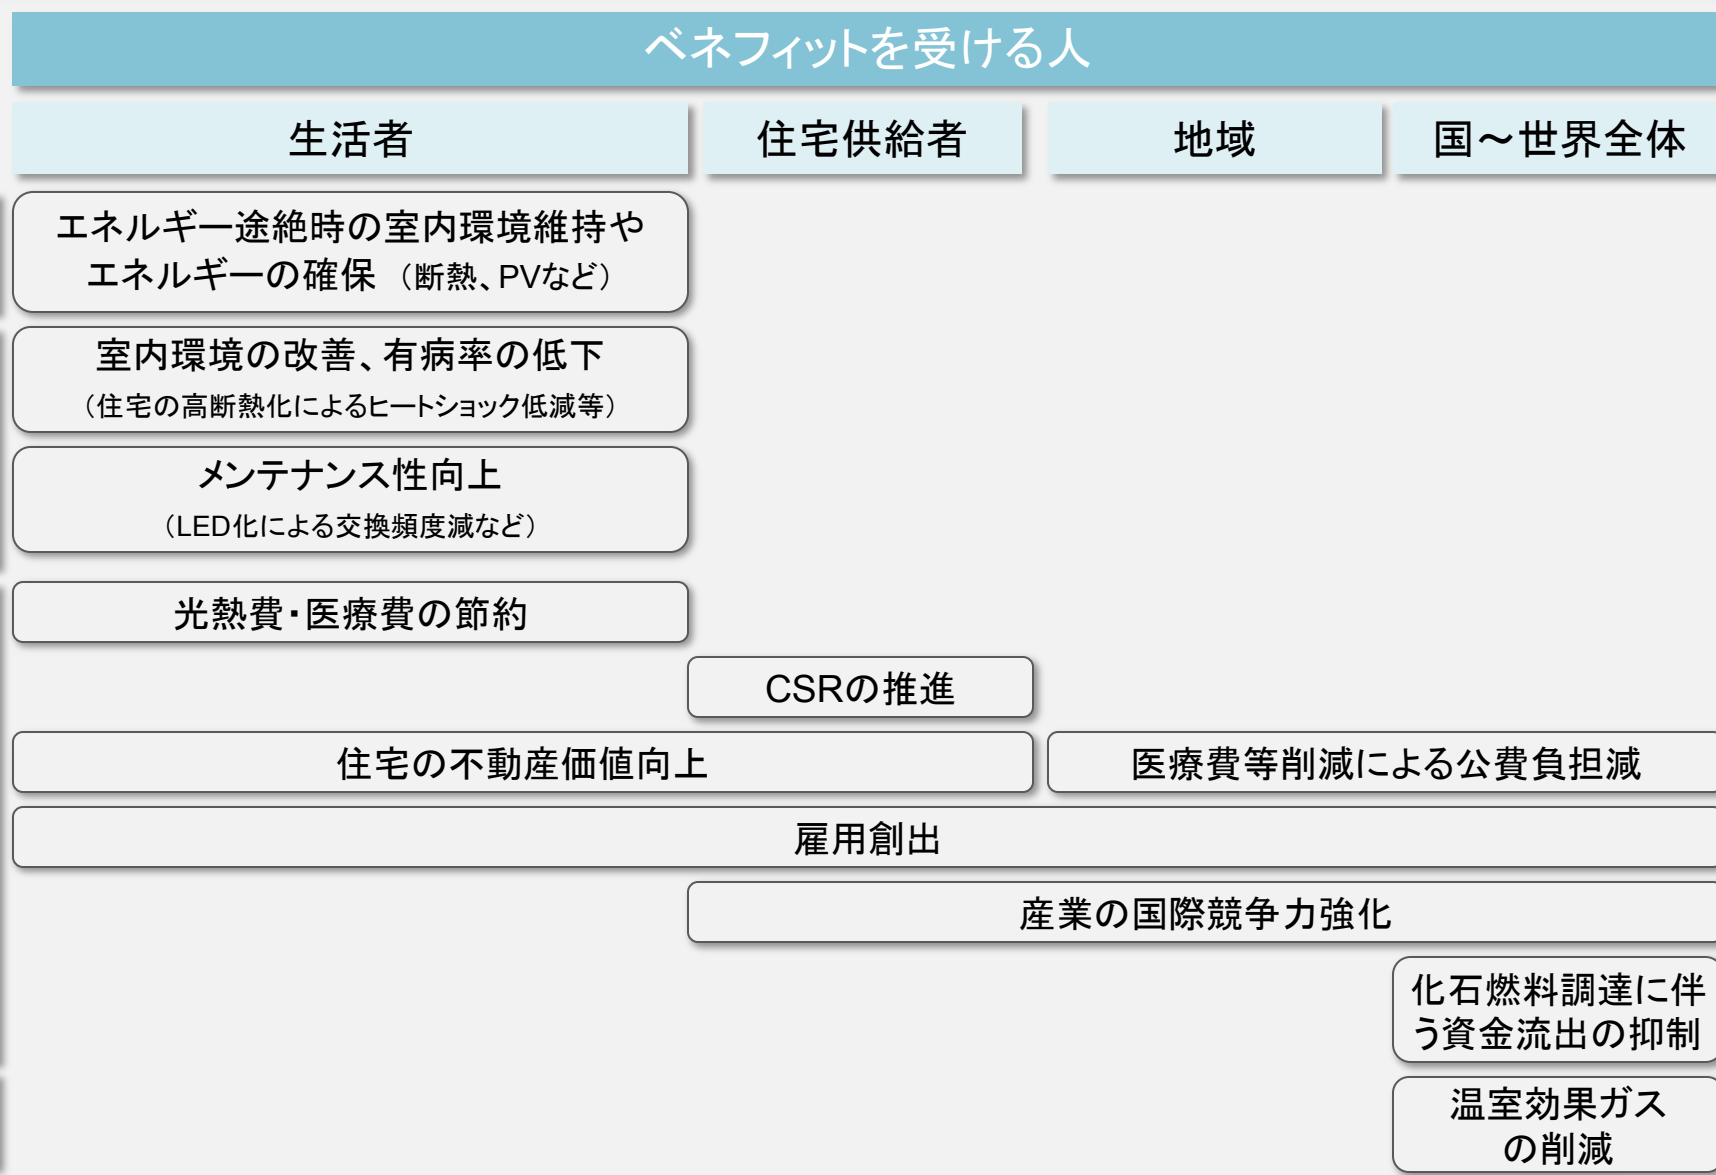 ベネフィットを受ける人
生活者
住宅供給者
地域
国～世界全体
エネルギー途絶時の室内環境維持や
エネルギーの確保（断熱、PVなど）
室内環境の改善、有病率の低下
（住宅の高断熱化によるヒートショック低減等）
メンテナンス性向上
（LED化による交換頻度減など）
光熱費・医療費の節約
CSRの推進
住宅の不動産価値向上
医療費等削減による公費負担減
雇用創出
産業の国際競争力強化
化石燃料調達に伴
う資金流出の抑制
温室効果ガス
の削減